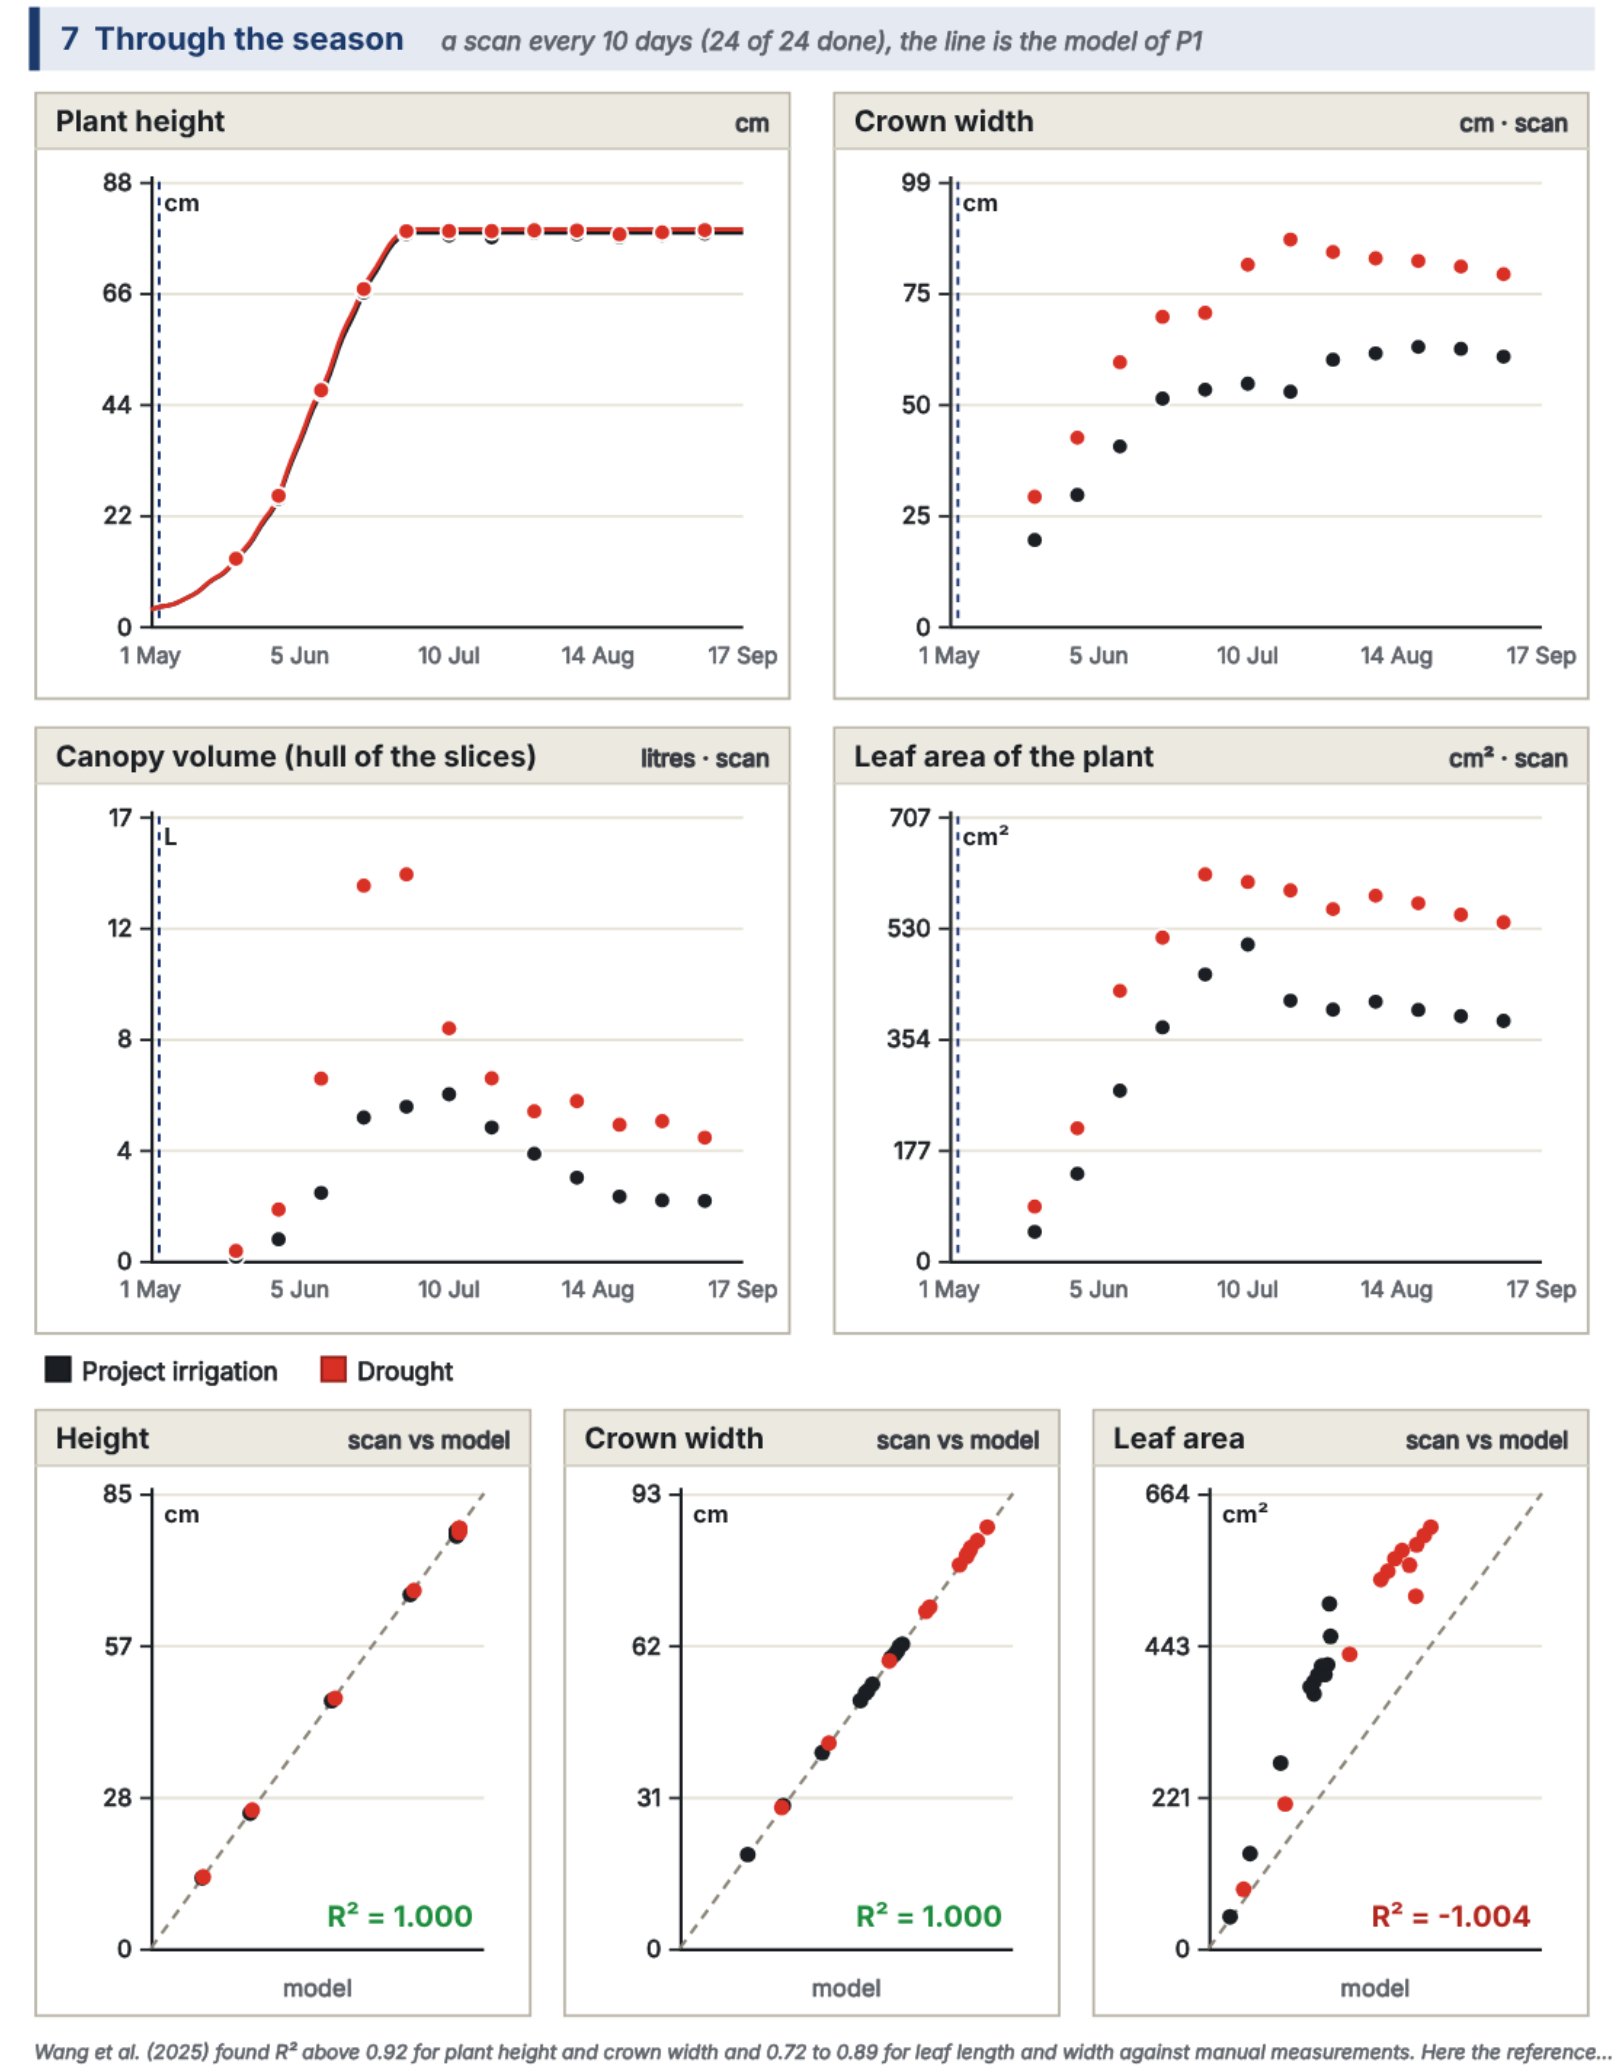 7 Through the season a scan every 10 days (24 of 24 done), the line is the model of P1
Plant height cm
88
cm
66
44
22
0
1 May 5 Jun 10 Jul 14 Aug 17 Sep
Crown width cm · scan
99
cm
75
50
25
0
1 May 5 Jun 10 Jul 14 Aug 17 Sep
Canopy volume (hull of the slices) litres · scan
17
L
12
8
4
0
1 May 5 Jun 10 Jul 14 Aug 17 Sep
Leaf area of the plant cm² · scan
707
cm²
530
354
177
0
1 May 5 Jun 10 Jul 14 Aug 17 Sep
Project irrigation Drought
Height scan vs model
85
cm
57
28
R² = 1.000
0
model
Crown width scan vs model
93
cm
62
31
R² = 1.000
0
model
Leaf area scan vs model
664
cm²
443
221
R² = -1.004
0
model
Wang et al. (2025) found R² above 0.92 for plant height and crown width and 0.72 to 0.89 for leaf length and width against manual measurements. Here the reference...